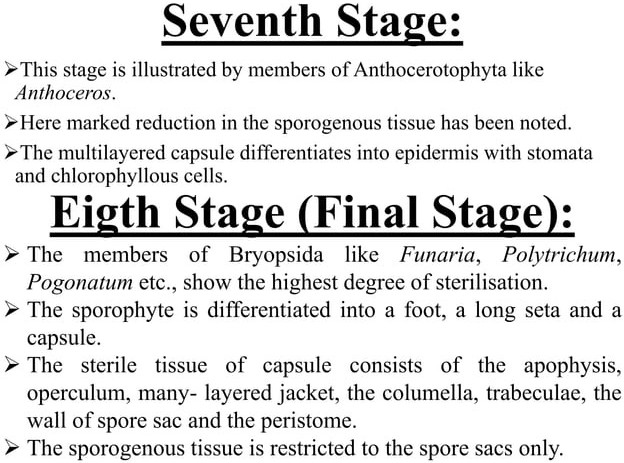 Seventh Stage:
➢This stage is illustrated by members of Anthocerotophyta like
Anthoceros.
➢Here marked reduction in the sporogenous tissue has been noted.
➢The multilayered capsule differentiates into epidermis with stomata
and chlorophyllous cells.
Eigth Stage (Final Stage):
➢ The members of Bryopsida like Funaria, Polytrichum,
Pogonatum etc., show the highest degree of sterilisation.
➢ The sporophyte is differentiated into a foot, a long seta and a
capsule.
➢ The sterile tissue of capsule consists of the apophysis,
operculum, many- layered jacket, the columella, trabeculae, the
wall of spore sac and the peristome.
➢ The sporogenous tissue is restricted to the spore sacs only.